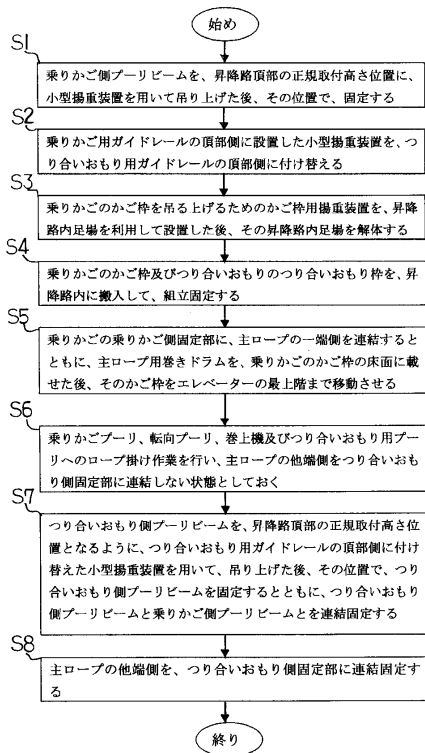 始め
S1
乗りかご側プーリビームを、昇降路頂部の正規取付高さ位置に、
小型揚重装置を用いて吊り上げた後、その位置で、固定する
S2
乗りかご用ガイドレールの頂部側に設置した小型揚重装置を、つ
り合いおもり用ガイドレールの頂部側に付け替える
S3
乗りかごのかご枠を吊る上げるためのかご枠用揚重装置を、昇降
路内足場を利用して設置した後、その昇降路内足場を解体する
S4
乗りかごのかご枠及びつり合いおもりのつり合いおもり枠を、昇
降路内に搬入して、組立固定する
S5
乗りかごの乗りかご側固定部に、主ロープの一端側を連結すると
ともに、主ロープ用巻きドラムを、乗りかごのかご枠の床面に載
せた後、そのかご枠をエレベーターの最上階まで移動させる
S6
乗りかごプーリ、転向プーリ、巻上機及びつり合いおもり用プー
リへのロープ掛け作業を行い、主ロープの他端側をつり合いおも
り側固定部に連結しない状態としておく
S7
つり合いおもり側プーリビームを、昇降路頂部の正規取付高さ位
置となるように、つり合いおもり用ガイドレールの頂部側に付け
替えた小型揚重装置を用いて、吊り上げた後、その位置で、つり
合いおもり側プーリビームを固定するとともに、つり合いおもり
側プーリビームと乗りかご側プーリビームとを連結固定する
S8
主ロープの他端側を、つり合いおもり側固定部に連結固定す
る
終り